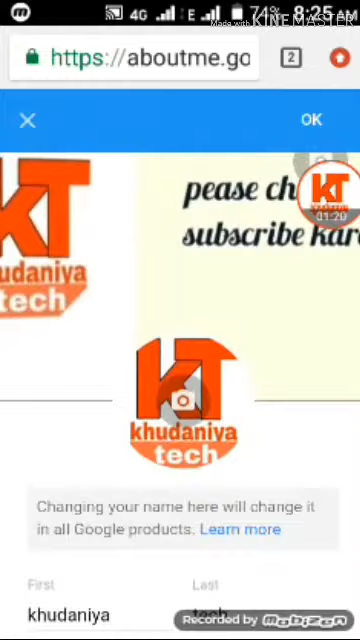 4G E 74% 8:25 AM
Made with KINEMASTER
https://aboutme.go
2
OK
KT
udaniya
tech
pease ch
subscribe kar
KT
01:20
KT
khudaniya
tech
Changing your name here will change it
in all Google products. Learn more
First Last
khudaniya tech
Recorded by Mobizen